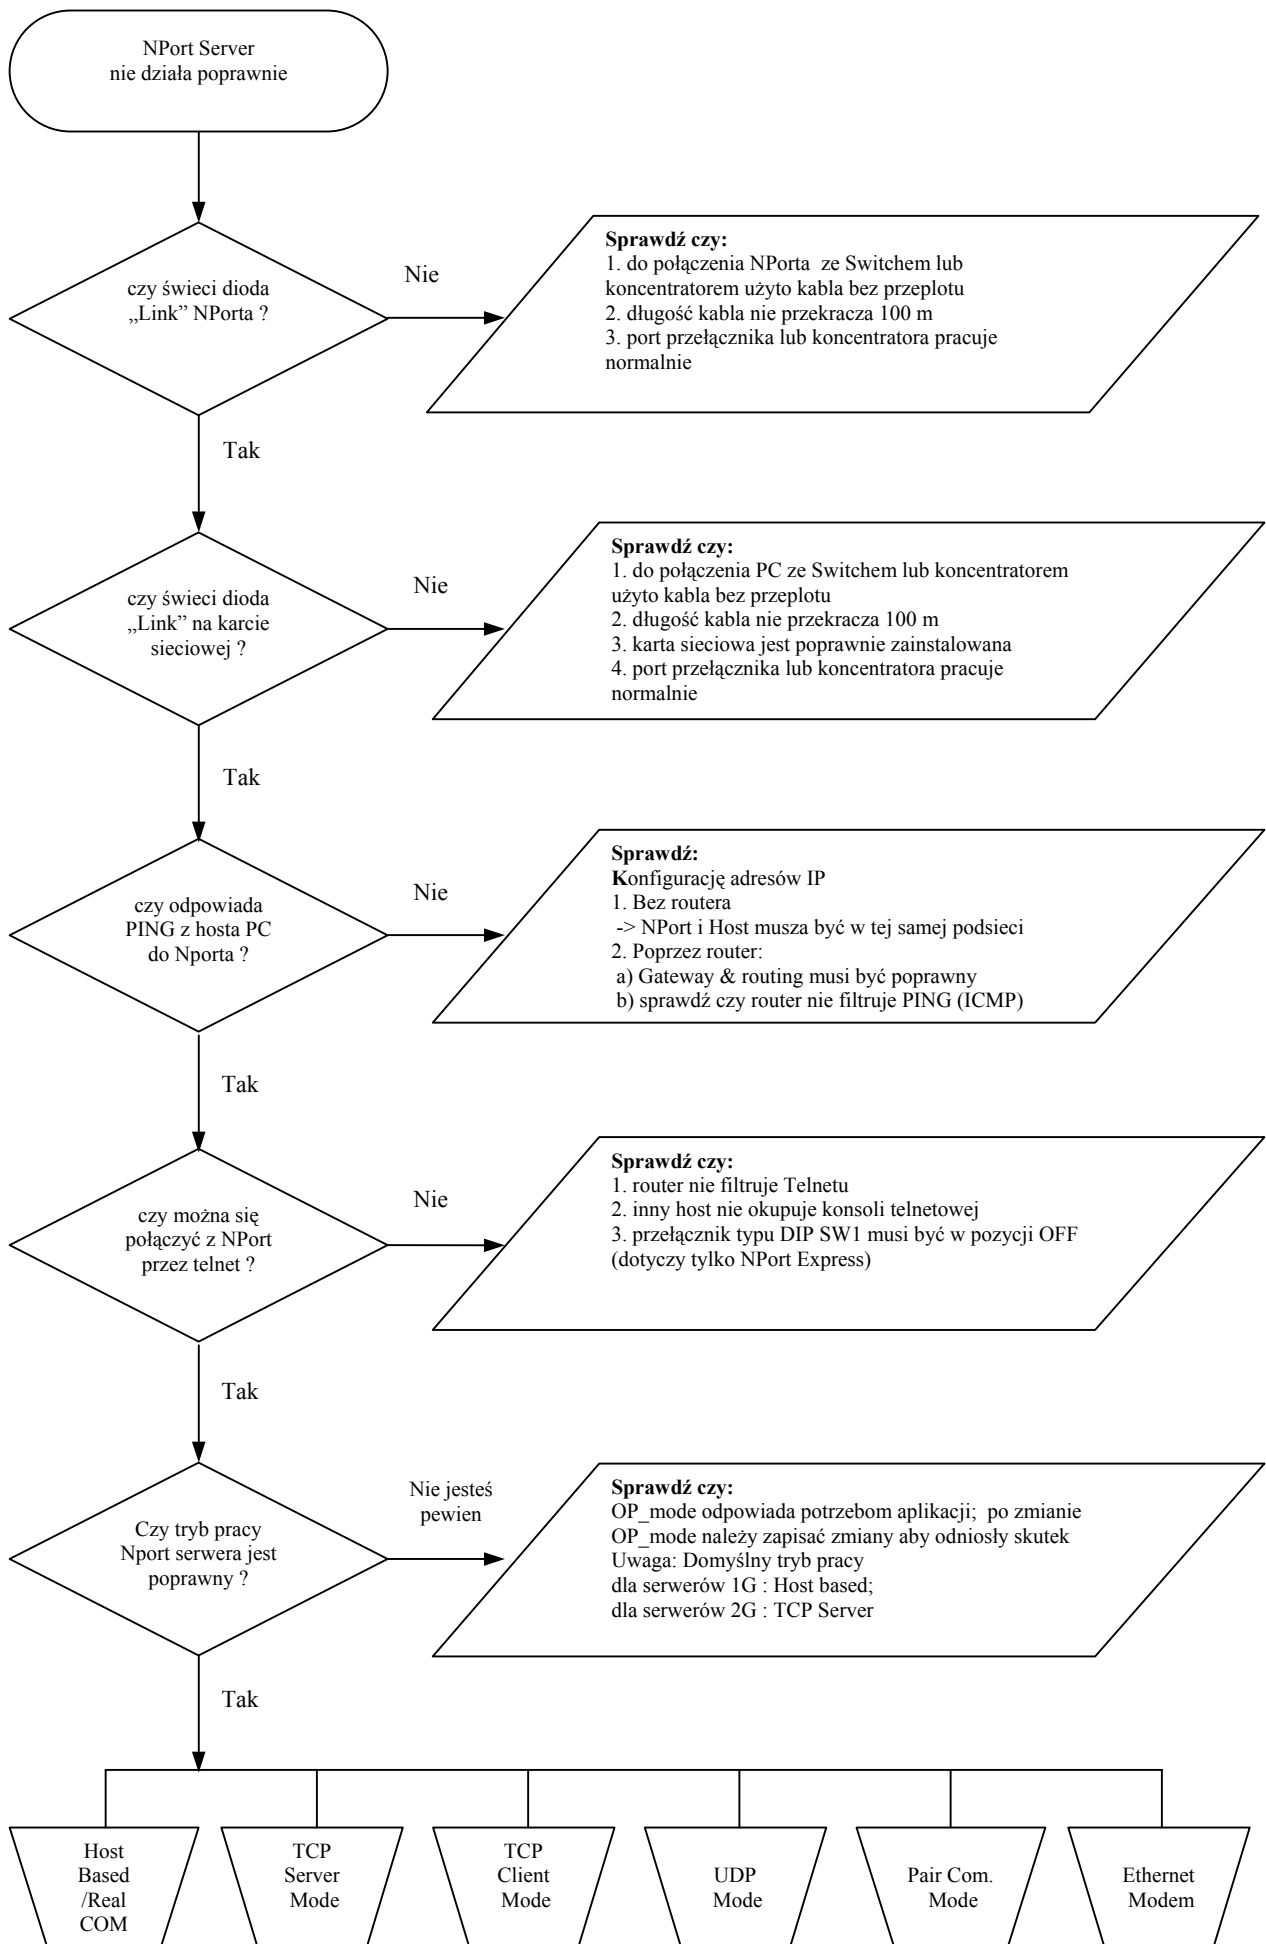 NPort Server
nie działa poprawnie
czy świeci dioda
„Link” NPorta ?
Nie
Sprawdź czy:
1. do połączenia NPorta  ze Switchem lub
koncentratorem użyto kabla bez przeplotu
2. długość kabla nie przekracza 100 m
3. port przełącznika lub koncentratora pracuje
normalnie
Tak
czy świeci dioda
„Link” na karcie
sieciowej ?
Nie
Sprawdź czy:
1. do połączenia PC ze Switchem lub koncentratorem
użyto kabla bez przeplotu
2. długość kabla nie przekracza 100 m
3. karta sieciowa jest poprawnie zainstalowana
4. port przełącznika lub koncentratora pracuje
normalnie
Tak
czy odpowiada
PING z hosta PC
do Nporta ?
Nie
Sprawdź:
Konfigurację adresów IP
1. Bez routera
-> NPort i Host musza być w tej samej podsieci
2. Poprzez router:
a) Gateway & routing musi być poprawny
b) sprawdź czy router nie filtruje PING (ICMP)
Tak
czy można się
połączyć z NPort
przez telnet ?
Nie
Sprawdź czy:
1. router nie filtruje Telnetu
2. inny host nie okupuje konsoli telnetowej
3. przełącznik typu DIP SW1 musi być w pozycji OFF
(dotyczy tylko NPort Express)
Tak
Czy tryb pracy
Nport serwera jest
poprawny ?
Nie jesteś
pewien
Sprawdź czy:
OP_mode odpowiada potrzebom aplikacji;  po zmianie
OP_mode należy zapisać zmiany aby odniosły skutek
Uwaga: Domyślny tryb pracy
dla serwerów 1G : Host based;
dla serwerów 2G : TCP Server
Tak
Host
Based
/Real
COM
TCP
Server
Mode
TCP
Client
Mode
UDP
Mode
Pair Com.
Mode
Ethernet
Modem